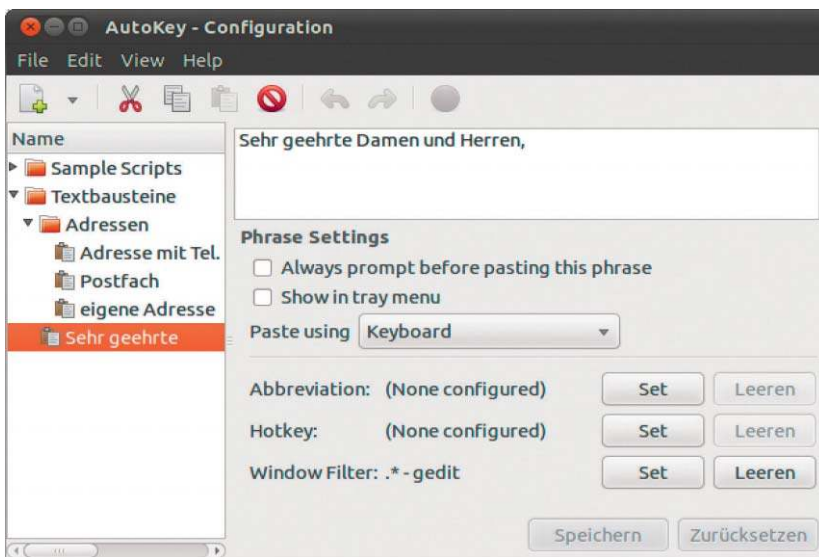 AutoKey - Configuration
File Edit View Help
Name
Sample Scripts
Textbausteine
Adressen
Adresse mit Tel.
Postfach
eigene Adresse
Sehr geehrte
Sehr geehrte Damen und Herren,
Phrase Settings
Always prompt before pasting this phrase
Show in tray menu
Paste using Keyboard
Abbreviation: (None configured) Set Leeren
Hotkey: (None configured) Set Leeren
Window Filter: .* - gedit Set Leeren
Speichern Zurücksetzen